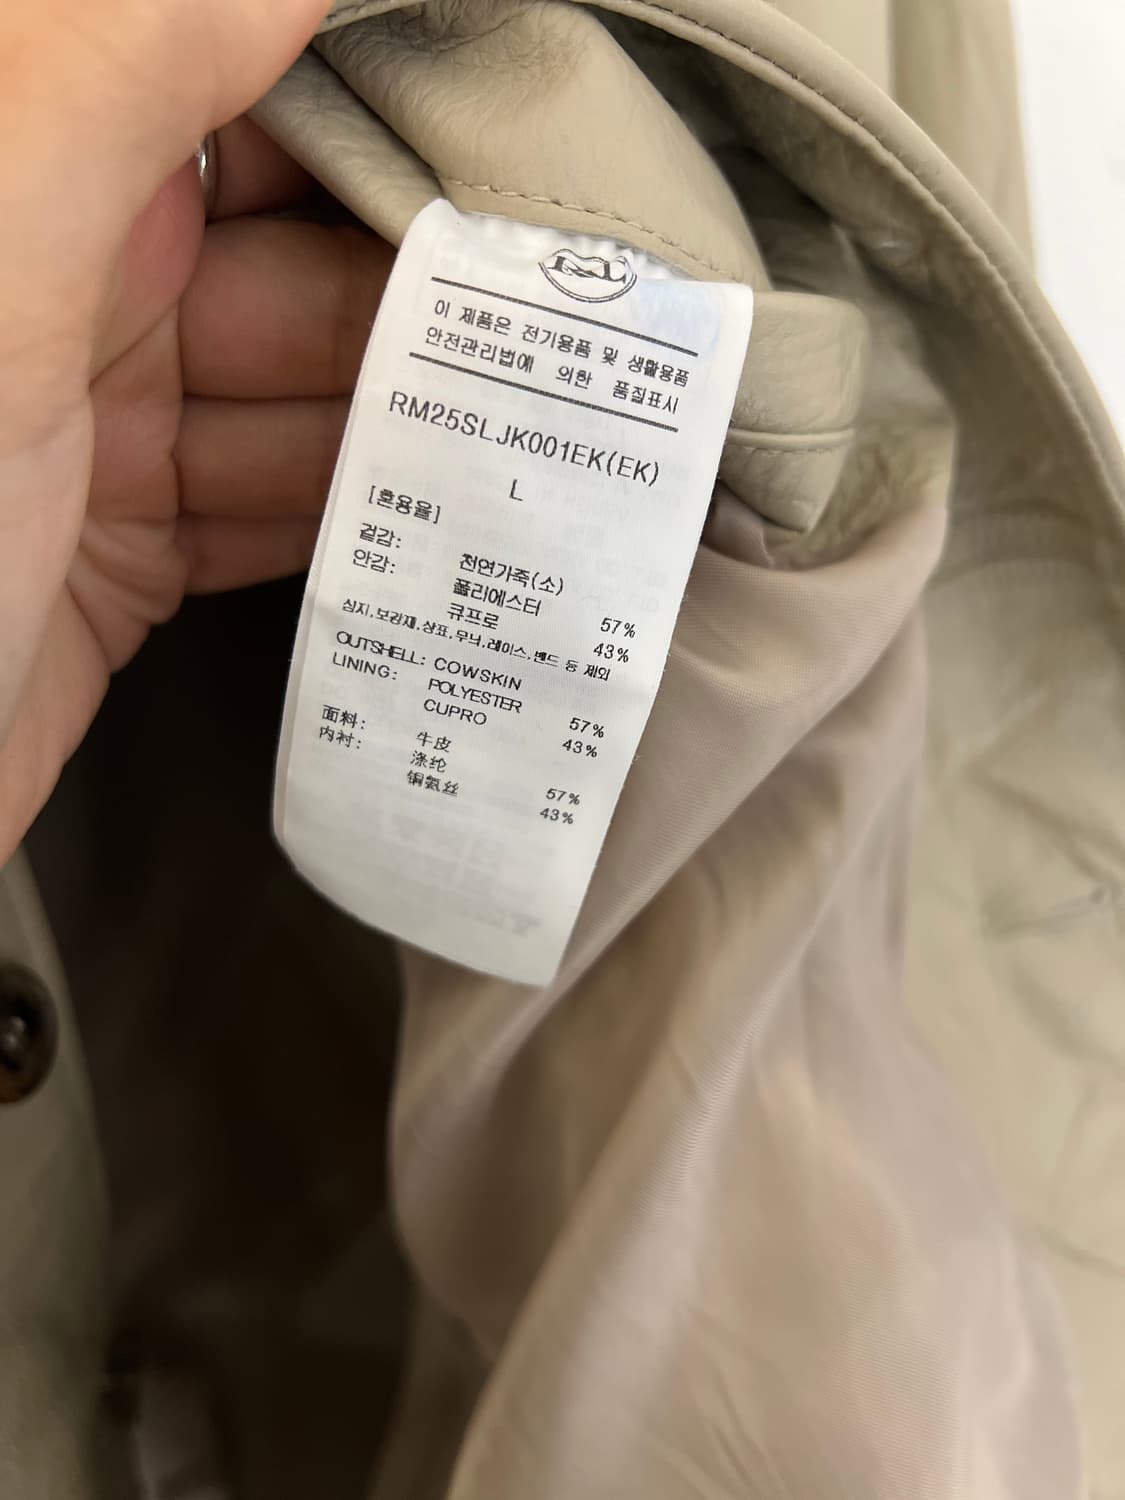 이 제품은 전기용품 및 생활용품
안전관리법에 의한 품질표시
RM25SLJK001EK(EK)
L
[혼용율]
겉감: 천연가죽(소)
안감: 폴리에스터 57%
큐프로 43%
심지,보강재,상표,무늬,레이스,밴드 등 제외
OUTSHELL: COWSKIN
LINING: POLYESTER 57%
CUPRO 43%
面料: 牛皮
内衬: 涤纶 57%
铜氨丝 43%